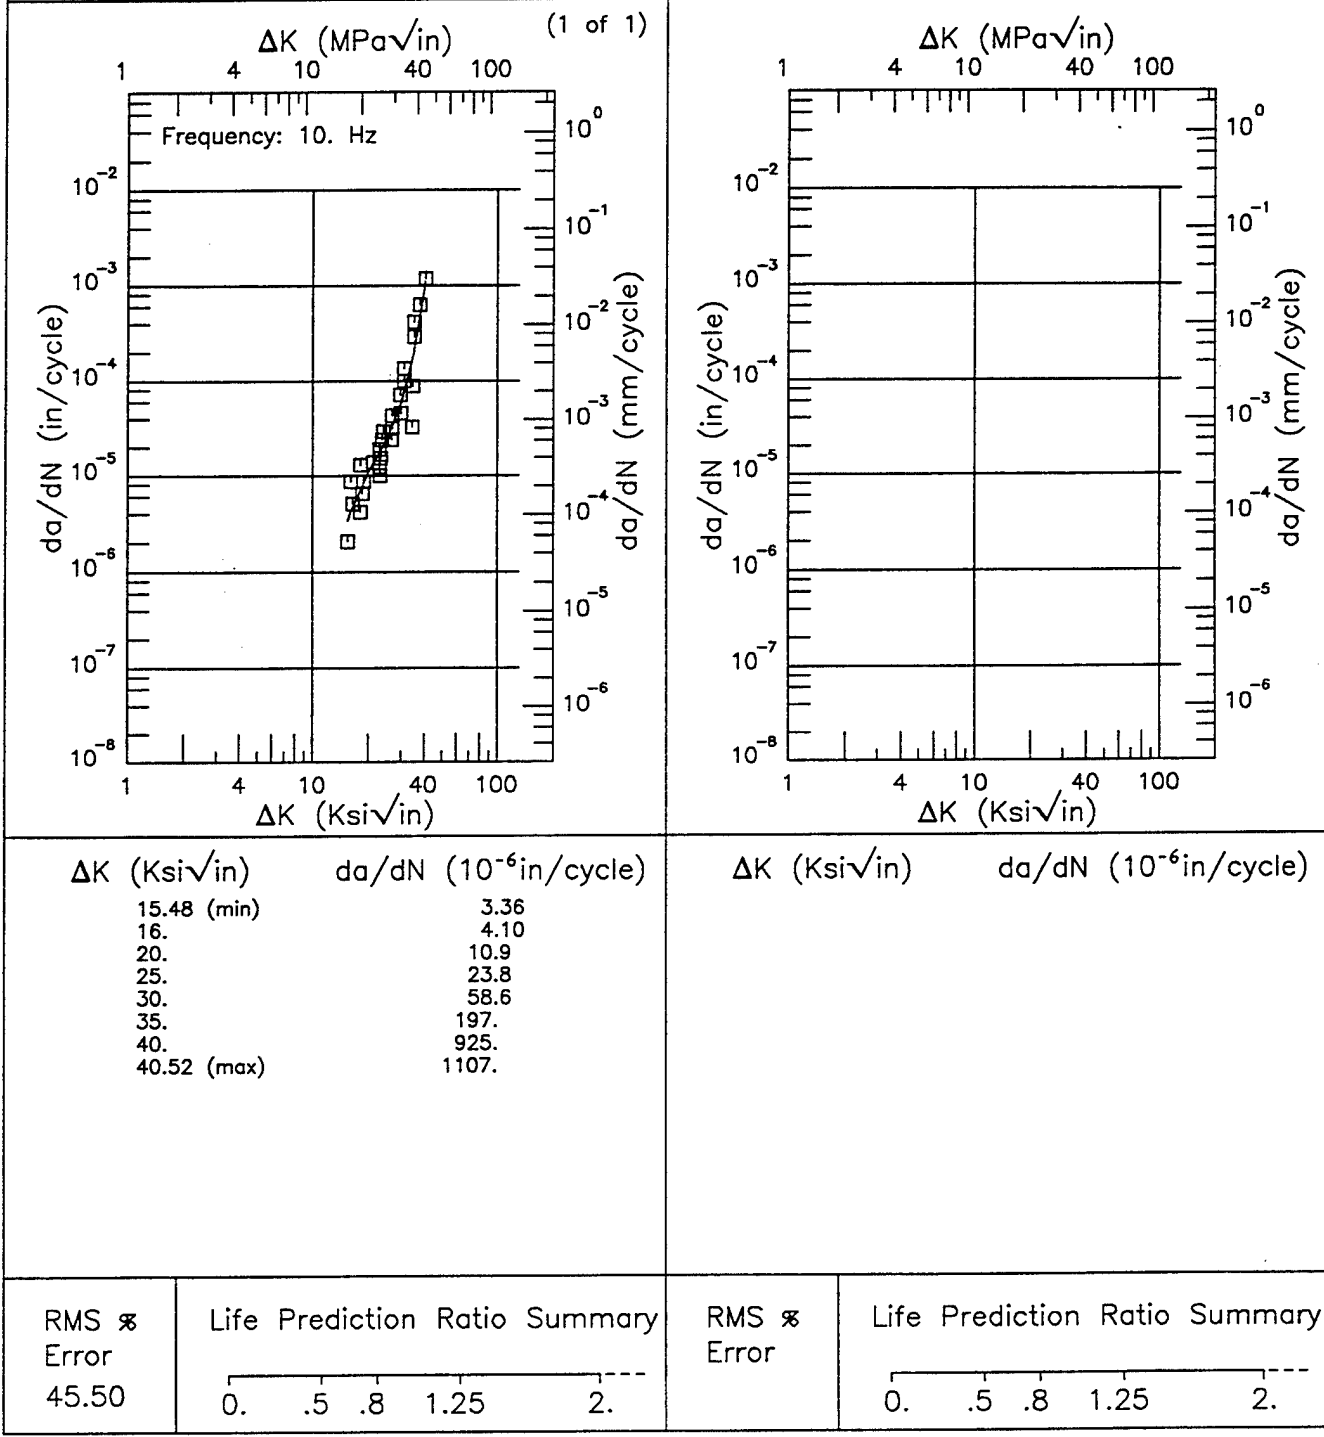 (1 of 1)
ΔK (MPa√in)
1 4 10 40 100
Frequency: 10. Hz
da/dN (in/cycle)
10⁻²
10⁻³
10⁻⁴
10⁻⁵
10⁻⁶
10⁻⁷
10⁻⁸
10⁰
10⁻¹
10⁻²
10⁻³
10⁻⁴
10⁻⁵
10⁻⁶
da/dN (mm/cycle)
1 4 10 40 100
ΔK (Ksi√in)
ΔK (MPa√in)
1 4 10 40 100
da/dN (in/cycle)
10⁻²
10⁻³
10⁻⁴
10⁻⁵
10⁻⁶
10⁻⁷
10⁻⁸
10⁰
10⁻¹
10⁻²
10⁻³
10⁻⁴
10⁻⁵
10⁻⁶
da/dN (mm/cycle)
1 4 10 40 100
ΔK (Ksi√in)
ΔK (Ksi√in) da/dN (10⁻⁶in/cycle)
15.48 (min) 3.36
16. 4.10
20. 10.9
25. 23.8
30. 58.6
35. 197.
40. 925.
40.52 (max) 1107.
ΔK (Ksi√in) da/dN (10⁻⁶in/cycle)
RMS %
Error
45.50
Life Prediction Ratio Summary
0. .5 .8 1.25 2.
RMS %
Error
Life Prediction Ratio Summary
0. .5 .8 1.25 2.